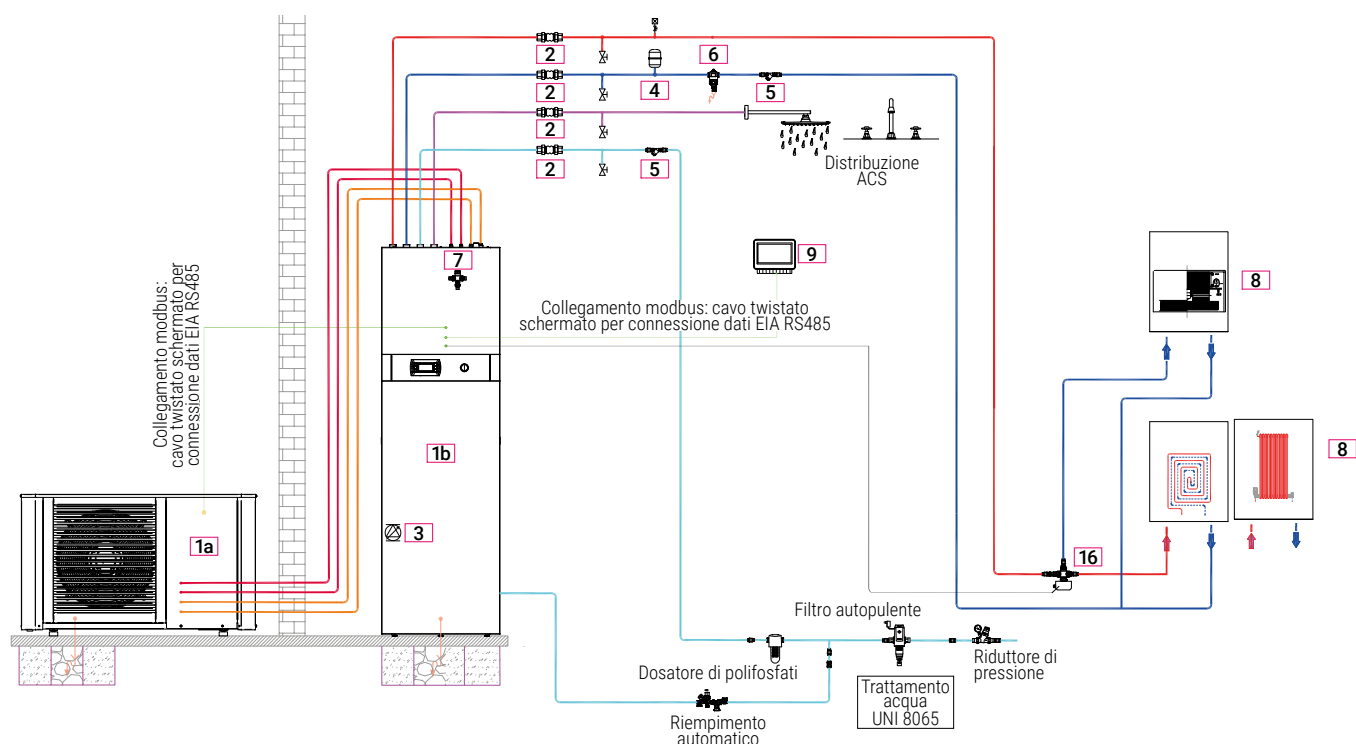 2
6
2
4
5
2
2
5
Distribuzione
ACS
7
9
8
Collegamento modbus:
cavo twistato schermato per
connessione dati EIA RS485
Collegamento modbus: cavo twistato
schermato per connessione dati EIA RS485
1b
8
1a
3
16
Filtro autopulente
Dosatore di polifosfati
Riduttore di
pressione
Trattamento
acqua
UNI 8065
Riempimento
automatico